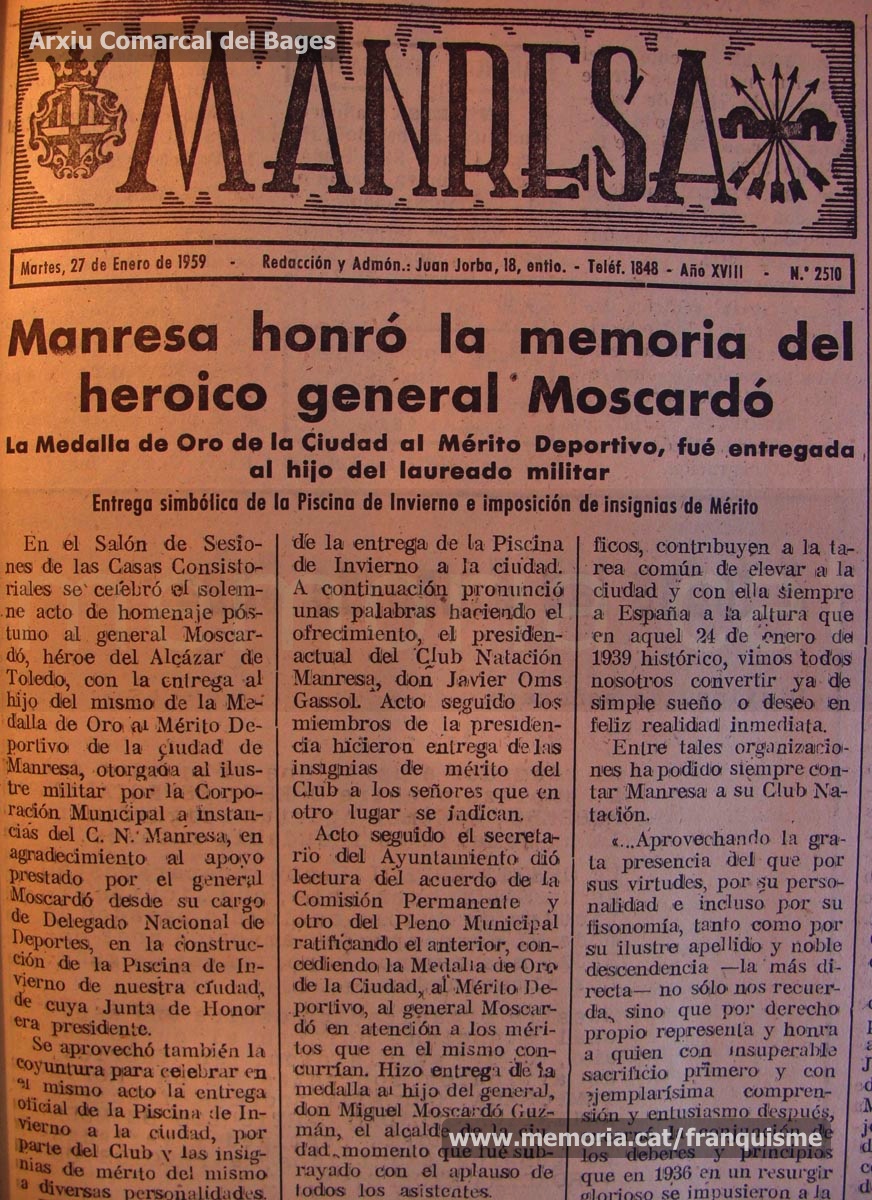 Arxiu Comarcal del Bages
MANRESA
Martes, 27 de Enero de 1959 - Redacción y Admón.: Juan Jorba, 18, entlo. - Teléf. 1848 - Año XVIII - N.º 2510
Manresa honró la memoria del
heroico general Moscardó
La Medalla de Oro de la Ciudad al Mérito Deportivo, fué entregada
al hijo del laureado militar
Entrega simbólica de la Piscina de Invierno e imposición de insignias de Mérito
En el Salón de Sesio-
nes de las Casas Consisto-
riales se celebró el solem-
ne acto de homenaje pós-
tumo al general Moscar-
dó, héroe del Alcázar de
Toledo, con la entrega al
hijo del mismo de la Me-
dalla de Oro al Mérito De-
portivo de la ciudad de
Manresa, otorgada al ilus-
tre militar por la Corpo-
ración Municipal a instan-
cias del C. N. Manresa, en
agradecimiento al apoyo
prestado por el general
Moscardó desde su cargo
de Delegado Nacional de
Deportes, en la construc-
ción de la Piscina de In-
vierno de nuestra ciudad,
de cuya Junta de Honor
era presidente.
Se aprovechó también la
coyuntura para celebrar en
el mismo acto la entrega
oficial de la Piscina de In-
vierno a la ciudad, por
parte del Club y las insig-
nias de mérito del mismo
a diversas personalidades.
de la entrega de la Piscina
de Invierno a la ciudad.
A continuación pronunció
unas palabras haciendo el
ofrecimiento, el presiden-
actual del Club Natación
Manresa, don Javier Oms
Gassol. Acto seguido los
miembros de la presiden-
cia hicieron entrega de las
insignias de mérito del
Club a los señores que en
otro lugar se indican.
Acto seguido el secreta-
rio del Ayuntamiento dió
lectura del acuerdo de la
Comisión Permanente y
otro del Pleno Municipal
ratificando el anterior, con-
cediendo la Medalla de Oro
de la Ciudad, al Mérito De-
portivo, al general Moscar-
dó en atención a los méri-
tos que en el mismo con-
currían. Hizo entrega de la
medalla al hijo del general,
don Miguel Moscardó Guz-
mán, el alcalde de la ciu-
dad, momento que fué sub-
rayado con el aplauso de
todos los asistentes.
ficos, contribuyen a la ta-
rea común de elevar a la
ciudad y con ella siempre
a España a la altura que
en aquel 24 de enero de
1939 histórico, vimos todos
nosotros convertir ya de
simple sueño o deseo en
feliz realidad inmediata.
Entre tales organizacio-
nes ha podido siempre con-
tar Manresa a su Club Na-
tación.
«...Aprovechando la gra-
ta presencia del que por
sus virtudes, por su perso-
nalidad e incluso por su
fisonomía, tanto como por
su ilustre apellido y noble
descendencia —la más di-
recta— no sólo nos recuer-
da, sino que por derecho
propio representa y honra
a quien con insuperable
sacrificio primero y con
ejemplarísima compren-
sión y entusiasmo después,
de
los deberes y principios
que en 1936 en un resurgir
glorioso se impusieron a la
www.memoria.cat/franquisme